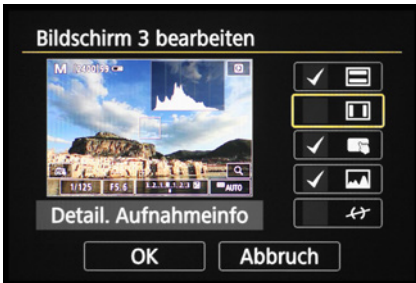 Bildschirm 3 bearbeiten
M
1/125 F5.6 AUTO
Detail. Aufnahmeinfo
OK Abbruch